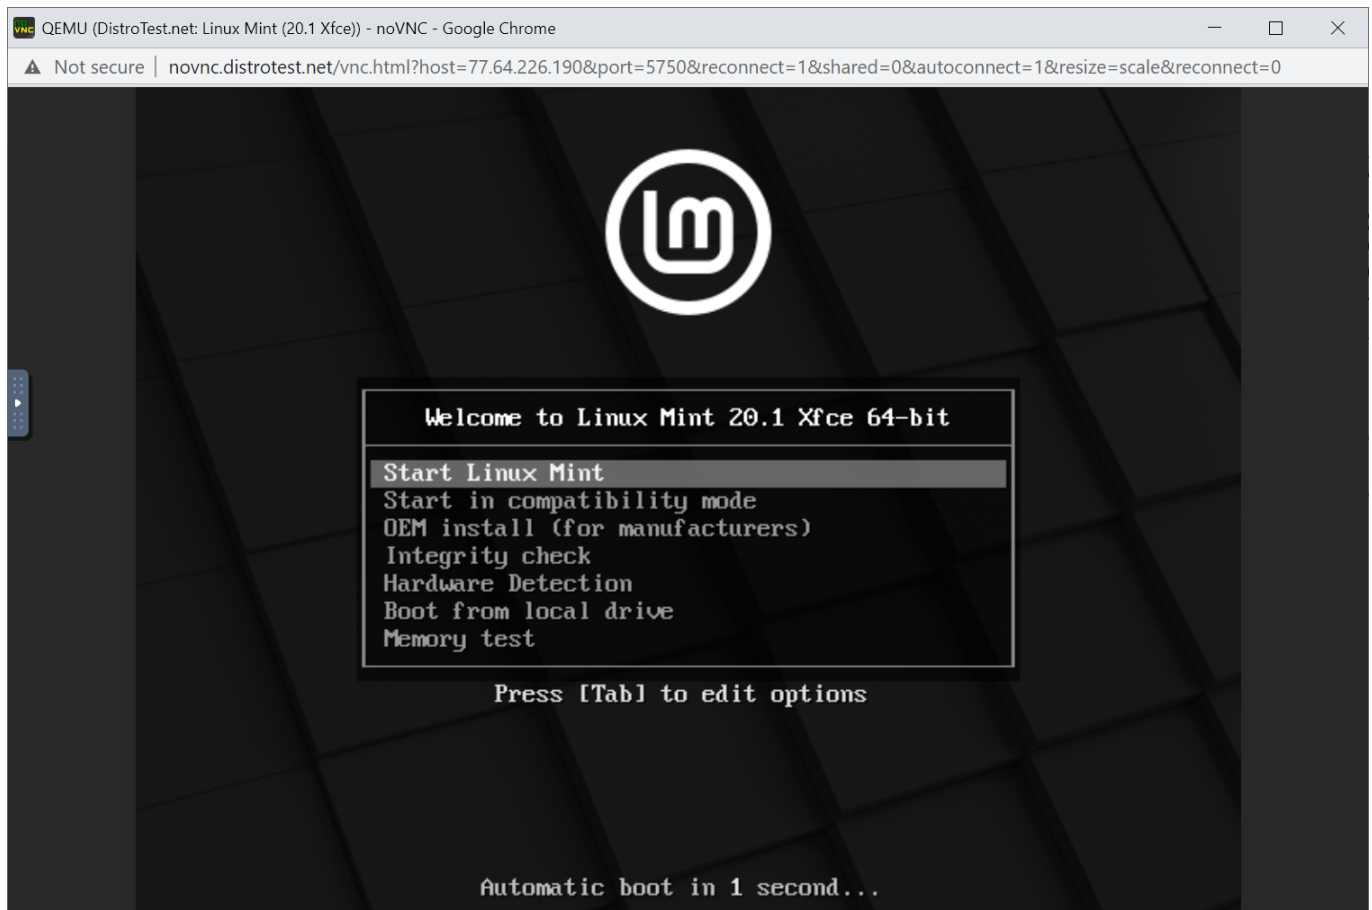 QEMU (DistroTest.net: Linux Mint (20.1 Xfce)) - noVNC - Google Chrome
Not secure | novnc.distrotest.net/vnc.html?host=77.64.226.190&port=5750&reconnect=1&shared=0&autoconnect=1&resize=scale&reconnect=0
lm
Welcome to Linux Mint 20.1 Xfce 64-bit
Start Linux Mint
Start in compatibility mode
OEM install (for manufacturers)
Integrity check
Hardware Detection
Boot from local drive
Memory test
Press [Tab] to edit options
Automatic boot in 1 second...